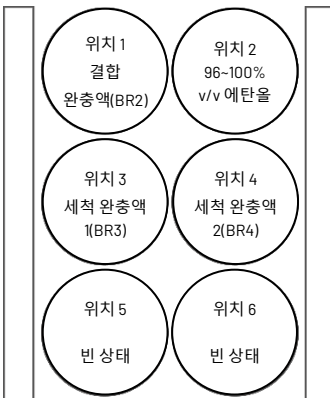 위치 1
결합
완충액(BR2)
위치 2
96~100%
v/v 에탄올
위치 3
세척 완충액
1(BR3)
위치 4
세척 완충액
2(BR4)
위치 5
빈 상태
위치 6
빈 상태